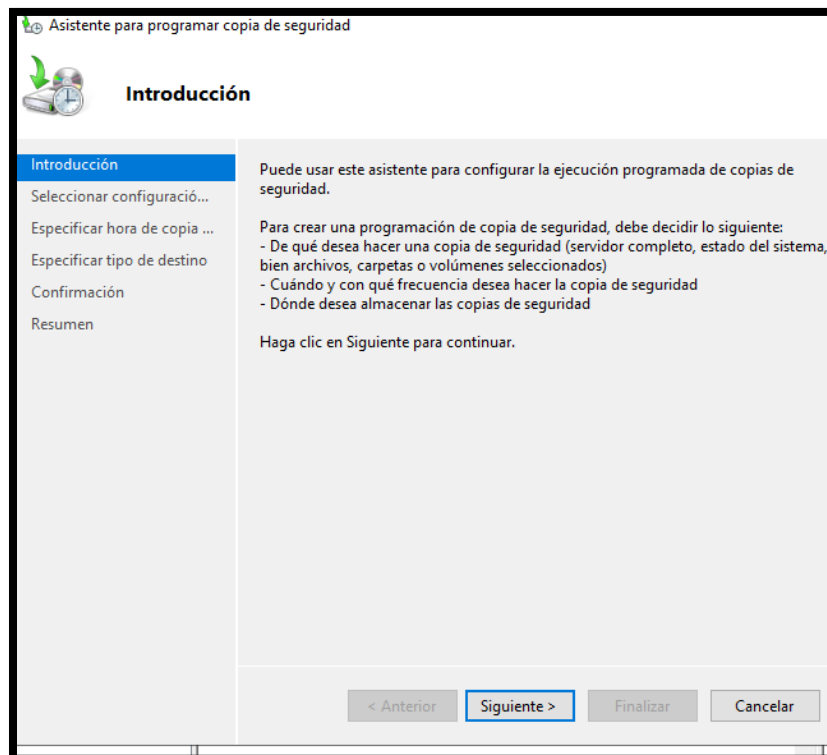 Asistente para programar copia de seguridad
Introducción
Introducción
Seleccionar configuració...
Especificar hora de copia ...
Especificar tipo de destino
Confirmación
Resumen
Puede usar este asistente para configurar la ejecución programada de copias de
seguridad.
Para crear una programación de copia de seguridad, debe decidir lo siguiente:
- De qué desea hacer una copia de seguridad (servidor completo, estado del sistema,
bien archivos, carpetas o volúmenes seleccionados)
- Cuándo y con qué frecuencia desea hacer la copia de seguridad
- Dónde desea almacenar las copias de seguridad
Haga clic en Siguiente para continuar.
< Anterior
Siguiente >
Finalizar
Cancelar